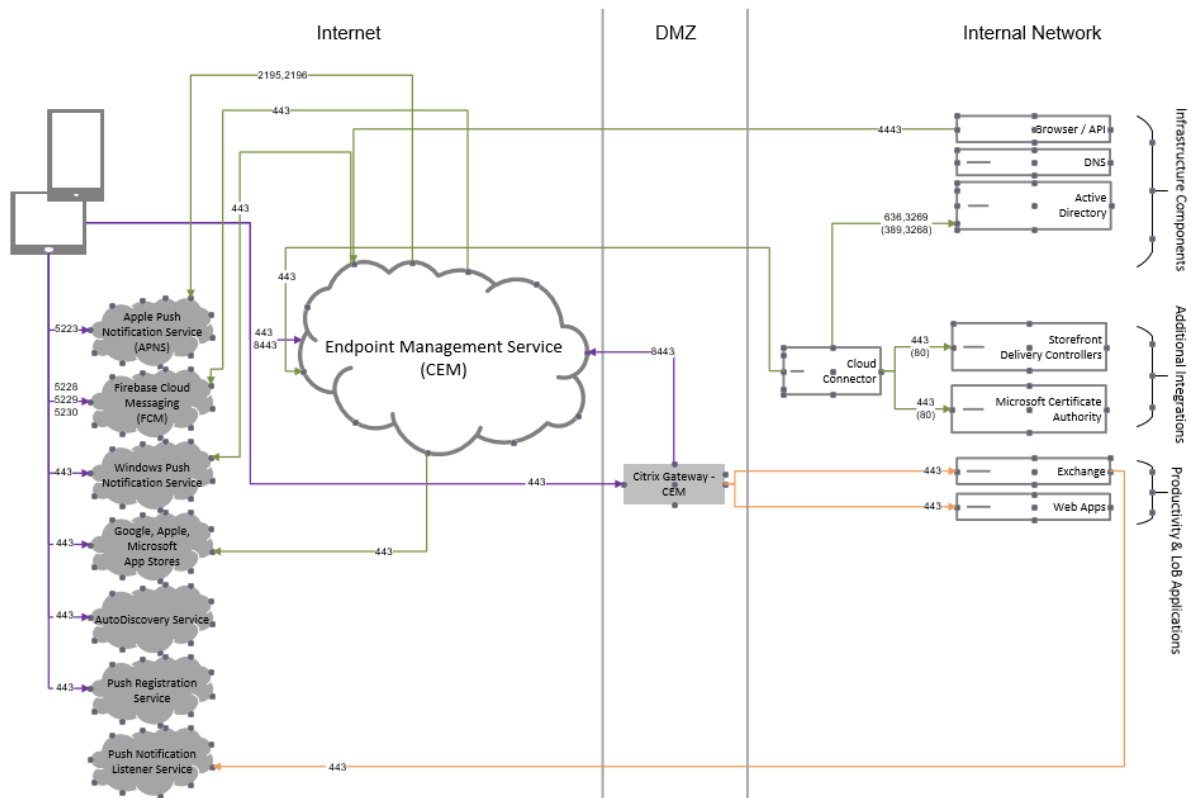 Internet
DMZ
Internal Network
2195,2196
443
4443
Browser / API
DNS
Active
Directory
Infrastructure Components
443
636,3269
(389,3268)
443
5223
Apple Push
Notification Service
(APNS)
443
8443
Endpoint Management Service
(CEM)
8443
Cloud
Connector
443
(80)
Storefront
Delivery Controllers
443
(80)
Microsoft Certificate
Authority
Additional Integrations
5228
5229
5230
Firebase Cloud
Messaging
(FCM)
443
Windows Push
Notification Service
443
Citrix Gateway -
CEM
443
Exchange
443
Web Apps
Productivity & LoB Applications
443
Google, Apple,
Microsoft
App Stores
443
443
AutoDiscovery Service
443
Push Registration
Service
Push Notification
Listener Service
443